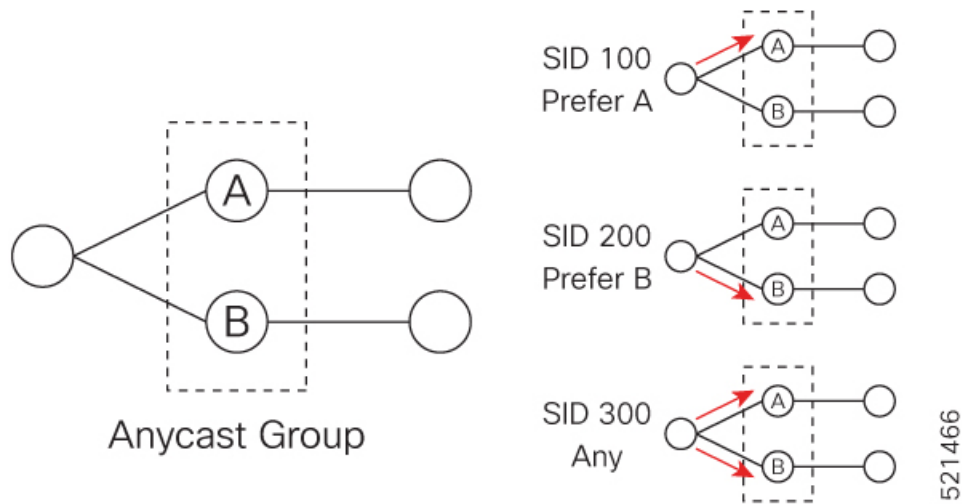 A
B
Anycast Group
SID 100
Prefer A
A
B
SID 200
Prefer B
A
B
SID 300
Any
A
B
521466